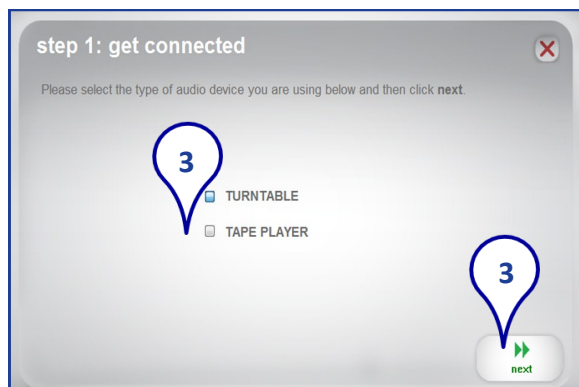 step 1: get connected
Please select the type of audio device you are using below and then click next.
3
TURNTABLE
TAPE PLAYER
3
next